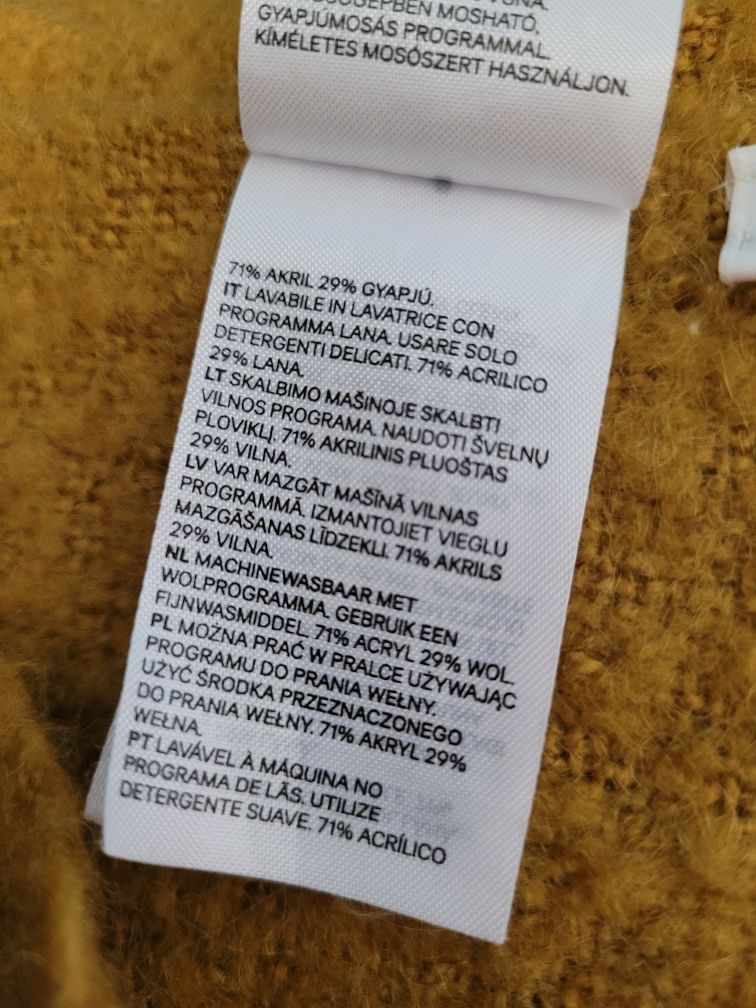 MOSHATÓ,
GYAPJÚMOSÁS PROGRAMMAL.
KÍMÉLETES MOSÓSZERT HASZNÁLJON.
71% AKRIL 29% GYAPJÚ.
IT LAVABILE IN LAVATRICE CON
PROGRAMMA LANA. USARE SOLO
DETERGENTI DELICATI. 71% ACRILICO
29% LANA.
LT SKALBIMO MAŠINOJE SKALBTI
VILNOS PROGRAMA. NAUDOTI ŠVELNŲ
PLOVIKLĮ. 71% AKRILINIS PLUOŠTAS
29% VILNA.
LV VAR MAZGĀT MAŠĪNĀ VILNAS
PROGRAMMĀ. IZMANTOJIET VIEGLU
MAZGĀŠANAS LĪDZEKLI. 71% AKRILS
29% VILNA.
NL MACHINEWASBAAR MET
WOLPROGRAMMA. GEBRUIK EEN
FIJNWASMIDDEL. 71% ACRYL 29% WOL.
PL MOŻNA PRAĆ W PRALCE UŻYWAJĄC
PROGRAMU DO PRANIA WEŁNY.
UŻYĆ ŚRODKA PRZEZNACZONEGO
DO PRANIA WEŁNY. 71% AKRYL 29%
WEŁNA.
PT LAVÁVEL À MÁQUINA NO
PROGRAMA DE LÃS. UTILIZE
DETERGENTE SUAVE. 71% ACRÍLICO